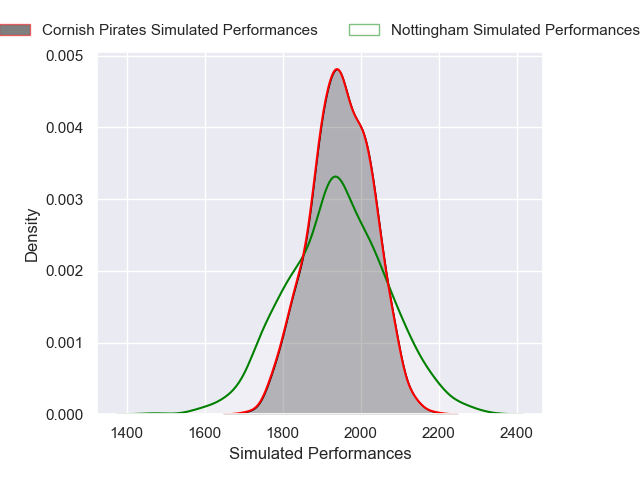 Cornish Pirates Simulated Performances
Nottingham Simulated Performances
0.005
0.004
0.003
0.002
0.001
0.000
Density
1400 1600 1800 2000 2200 2400
Simulated Performances